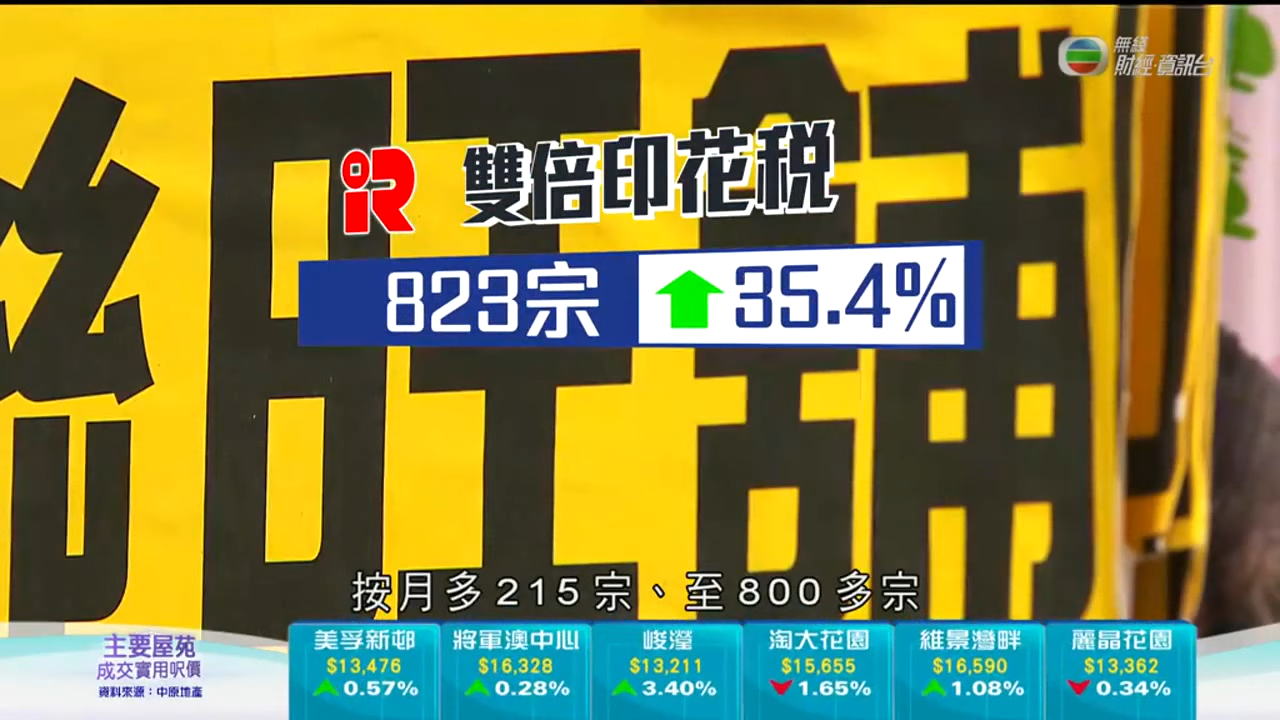 無綫
財經·資訊台
旺舖
雙倍印花稅
823宗 35.4%
按月多215宗、至800多宗
主要屋苑
成交實用呎價
資料來源：中原地產
美孚新邨
$13,476
0.57%
將軍澳中心
$16,328
0.28%
峻瀅
$13,211
3.40%
淘大花園
$15,655
1.65%
維景灣畔
$16,590
1.08%
麗晶花園
$13,362
0.34%